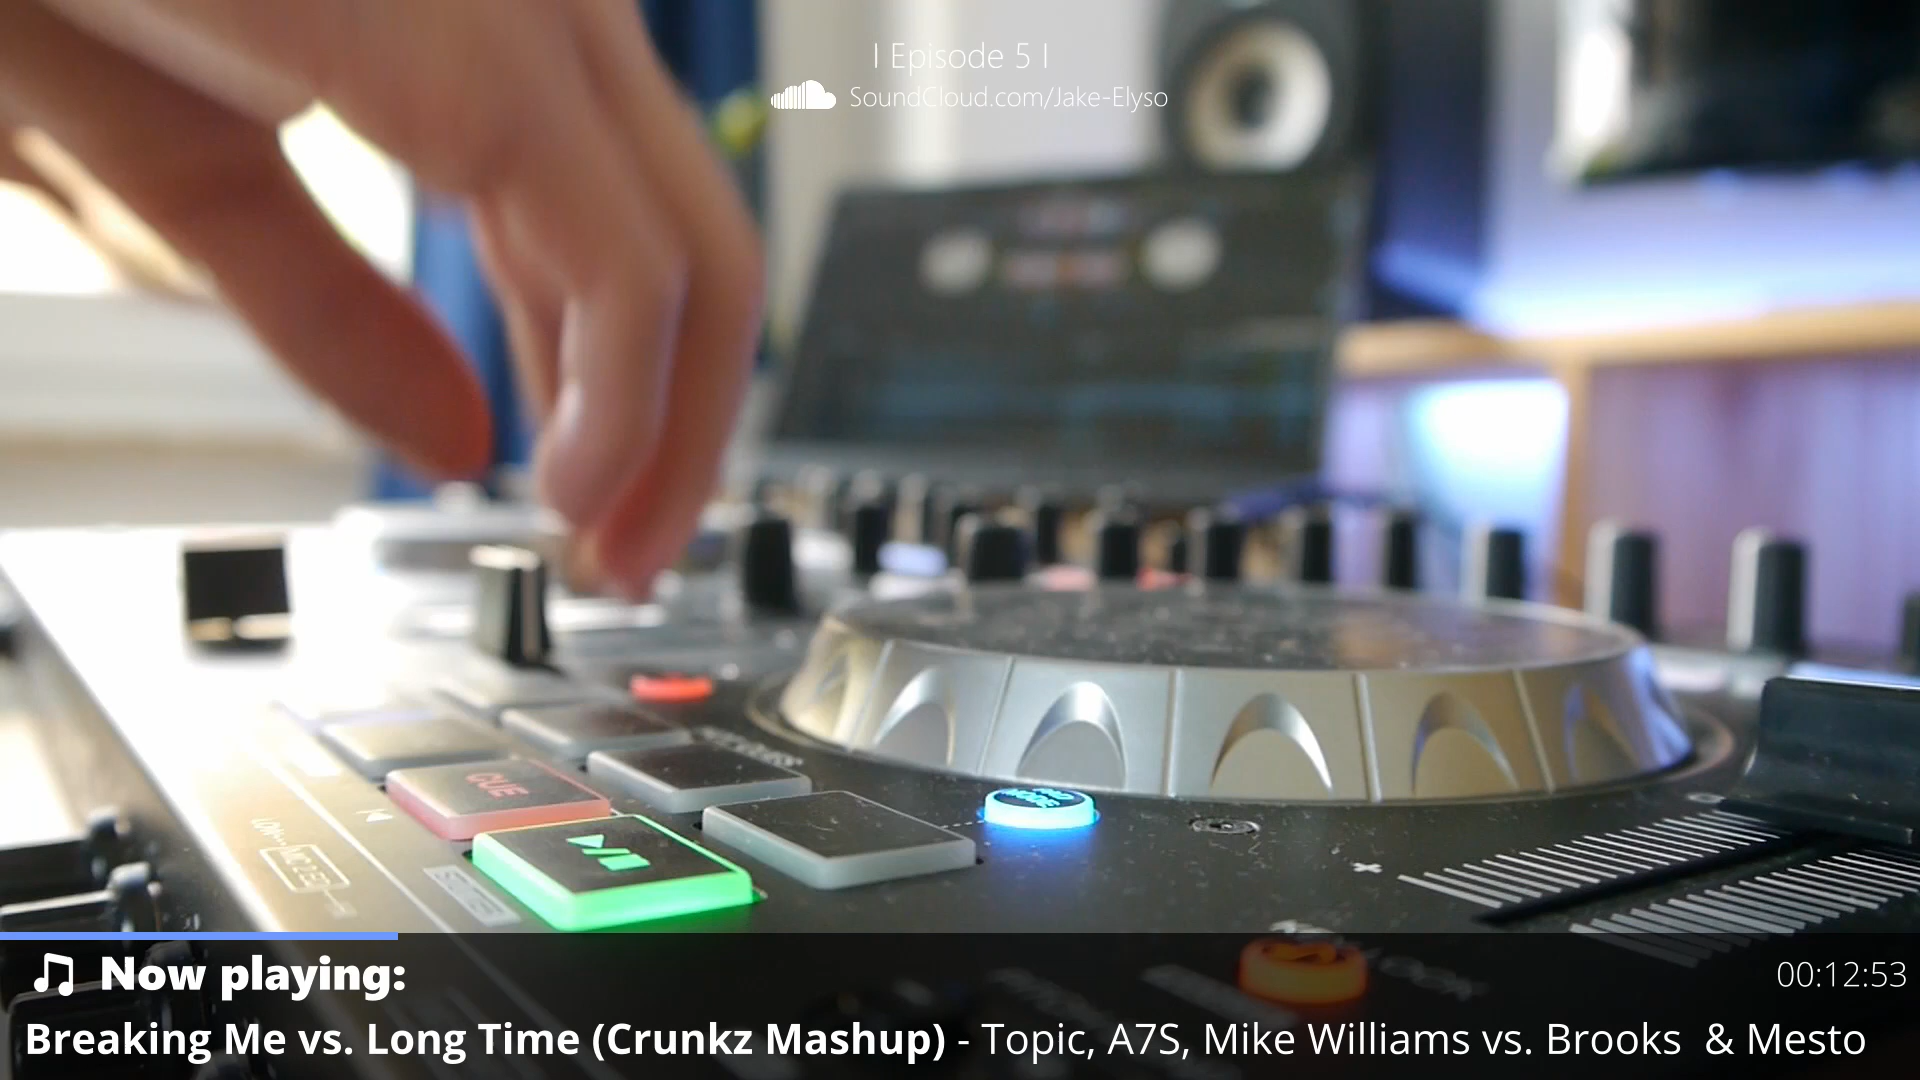 | Episode 5 |
SoundCloud.com/Jake-Elyso
CUE
Now playing:
00:12:53
Breaking Me vs. Long Time (Crunkz Mashup) - Topic, A7S, Mike Williams vs. Brooks & Mesto